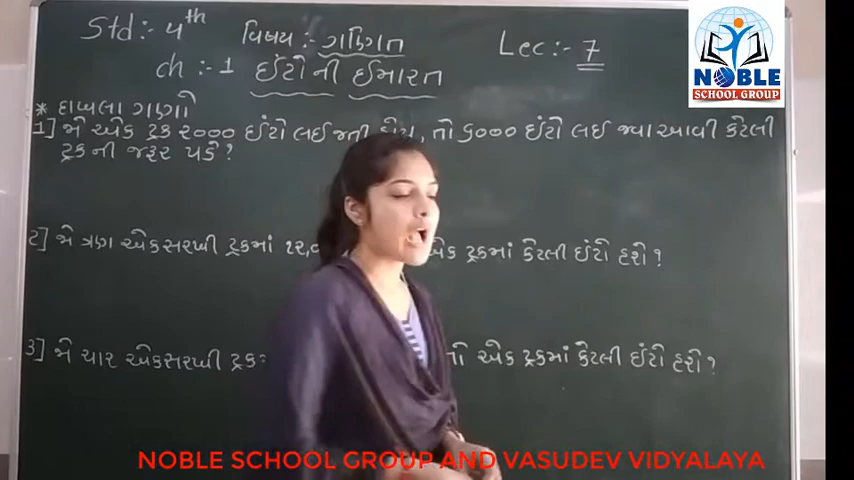 Std:- 4th
વિષય :- ગણિત
Lec :- 7
ch :- 1 ઈંટોની ઈમારત
* દાખલા ગણો
1] જો એક ટ્રક ૨૦૦૦ ઈંટો લઈ જતી હોય, તો ૬૦૦૦ ઈંટો લઈ જવા આવી કેટલી
ટ્રકની જરૂર પડે ?
2] જો ત્રણ એકસરખી ટ્રકમાં એક ટ્રકમાં કેટલી ઈંટો હશે ?
3] જો ચાર એકસરખી તો એક ટ્રકમાં કેટલી ઈંટો હશે ?
NOBLE
SCHOOL GROUP
NOBLE SCHOOL GROUP AND VASUDEV VIDYALAYA